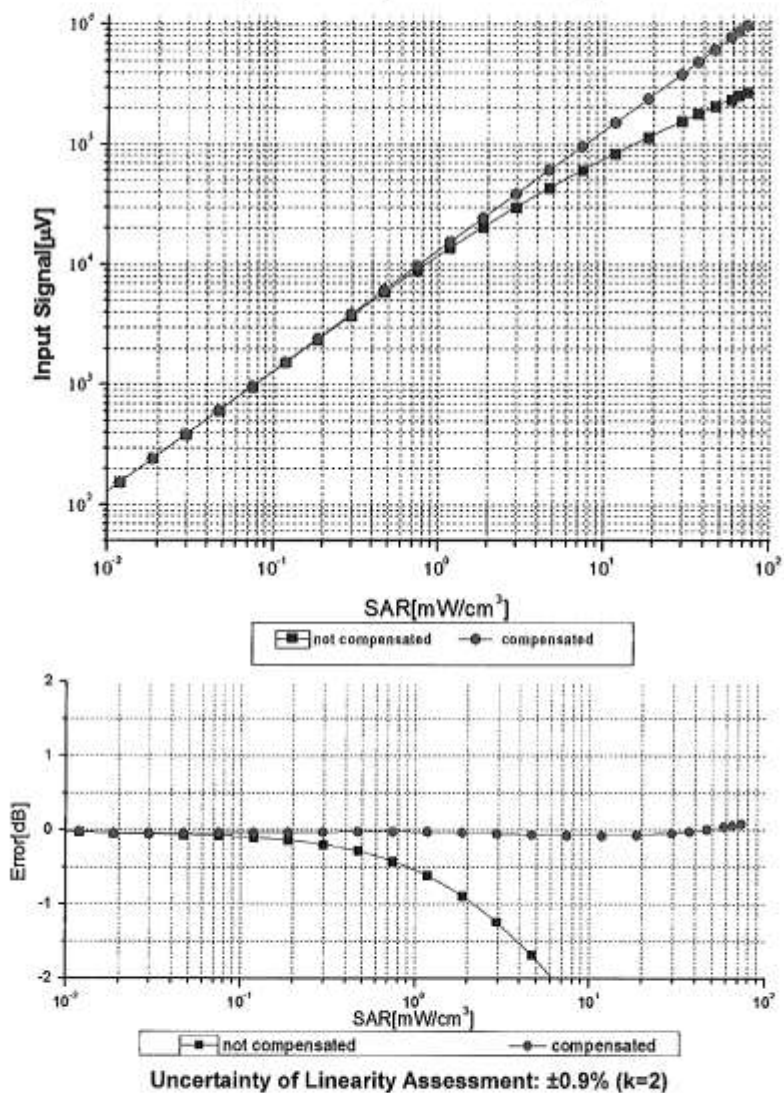 10⁶
10⁵
10⁴
10³
10²
Input Signal[µV]
10⁻² 10⁻¹ 10⁰ 10¹ 10²
SAR[mW/cm³]
not compensated compensated
2
1
0
-1
-2
Error[dB]
10⁻¹ 10⁰ 10¹ 10²
SAR[mW/cm³]
not compensated compensated
Uncertainty of Linearity Assessment: ±0.9% (k=2)